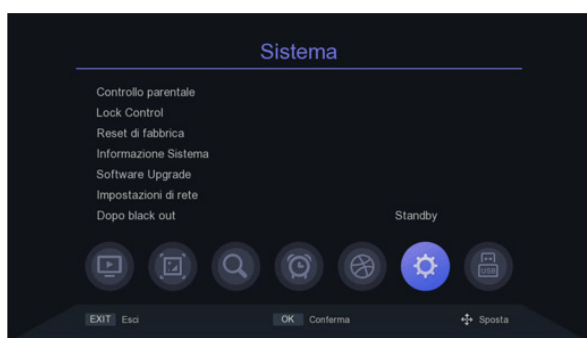 Sistema
Controllo parentale
Lock Control
Reset di fabbrica
Informazione Sistema
Software Upgrade
Impostazioni di rete
Dopo black out Standby
USB
EXIT Esci OK Conferma Sposta